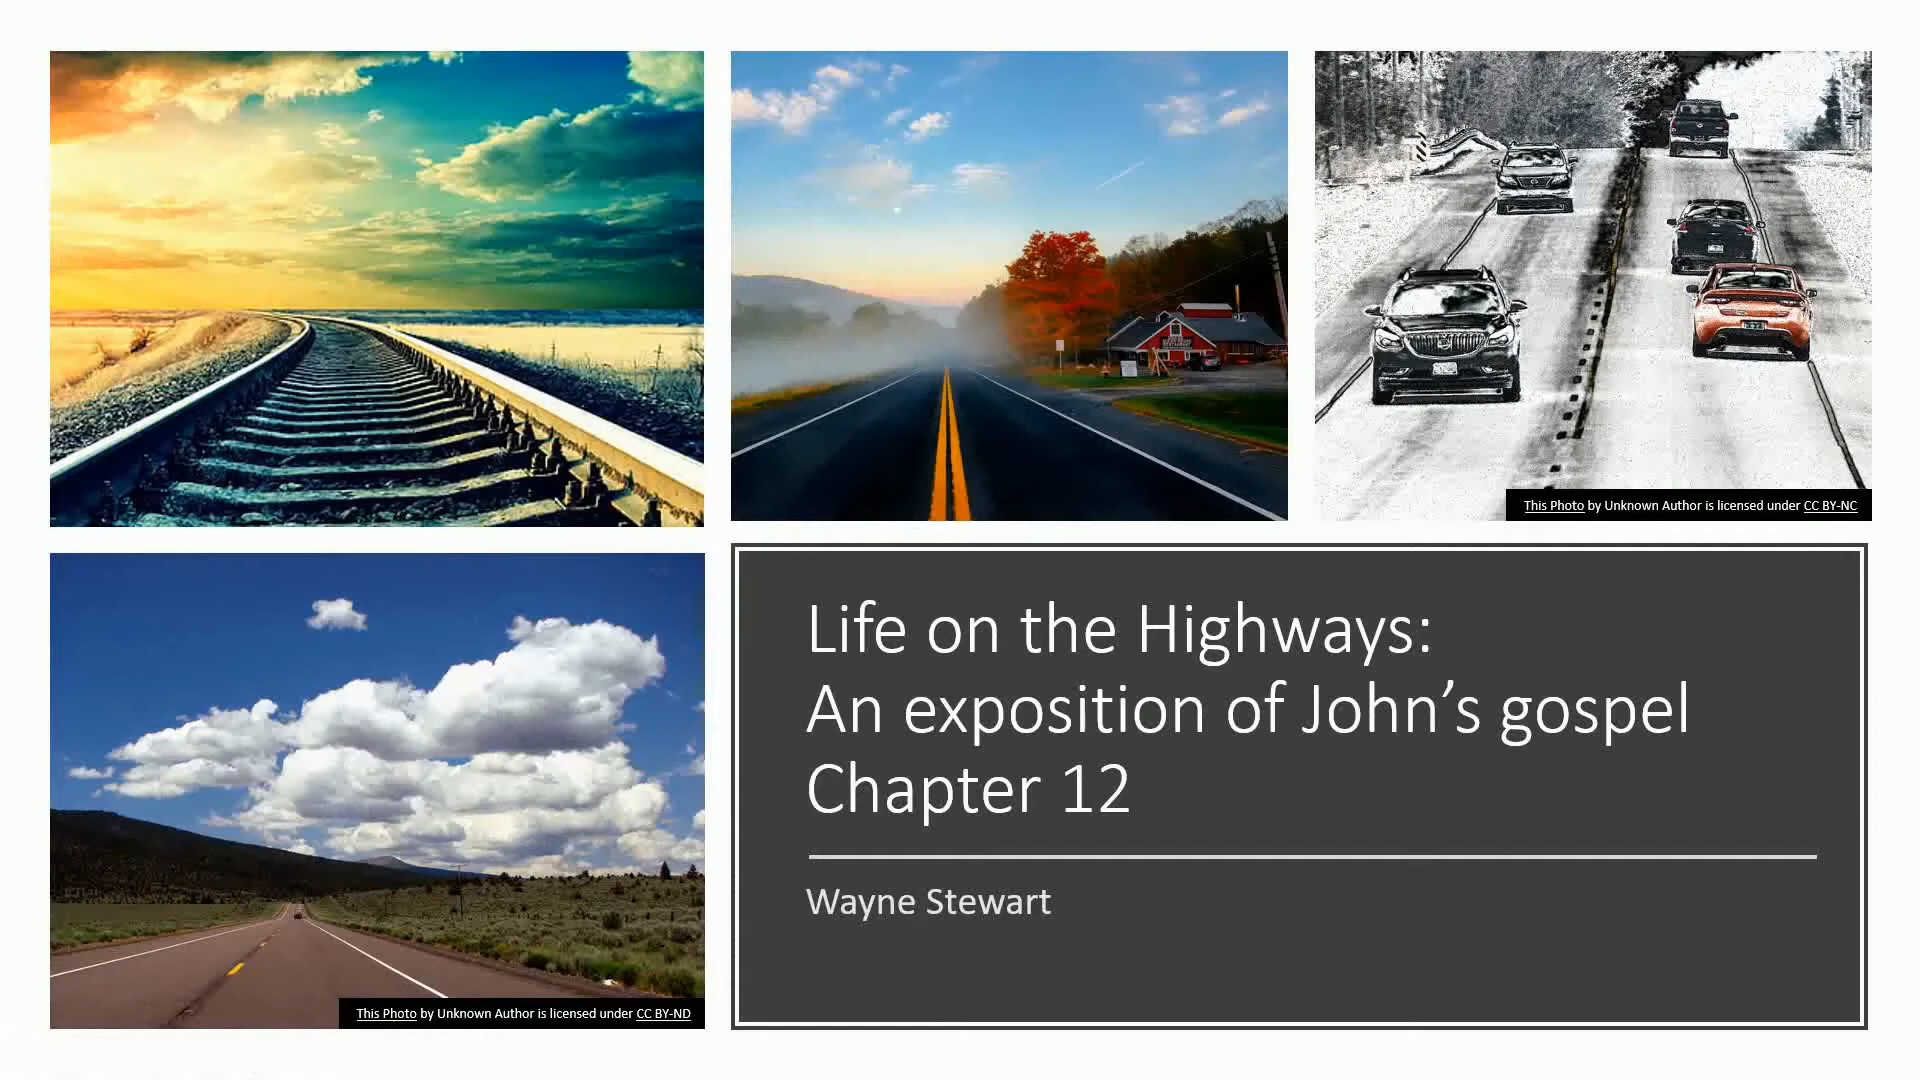 This Photo by Unknown Author is licensed under CC BY-NC
Life on the Highways:
An exposition of John’s gospel
Chapter 12
Wayne Stewart
This Photo by Unknown Author is licensed under CC BY-ND